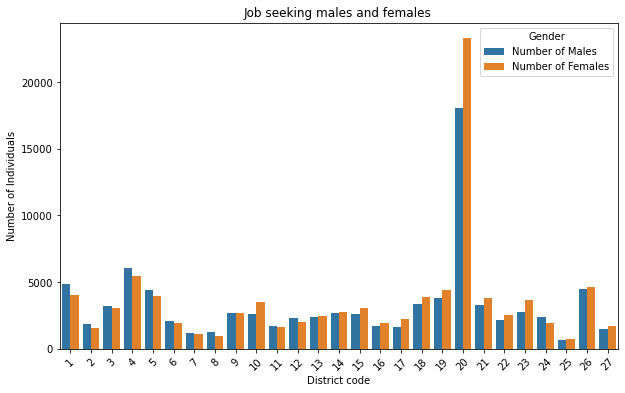 Job seeking males and females
Gender
Number of Males
Number of Females
Number of Individuals
20000
15000
10000
5000
0
1 2 3 4 5 6 7 8 9 10 11 12 13 14 15 16 17 18 19 20 21 22 23 24 25 26 27
District code